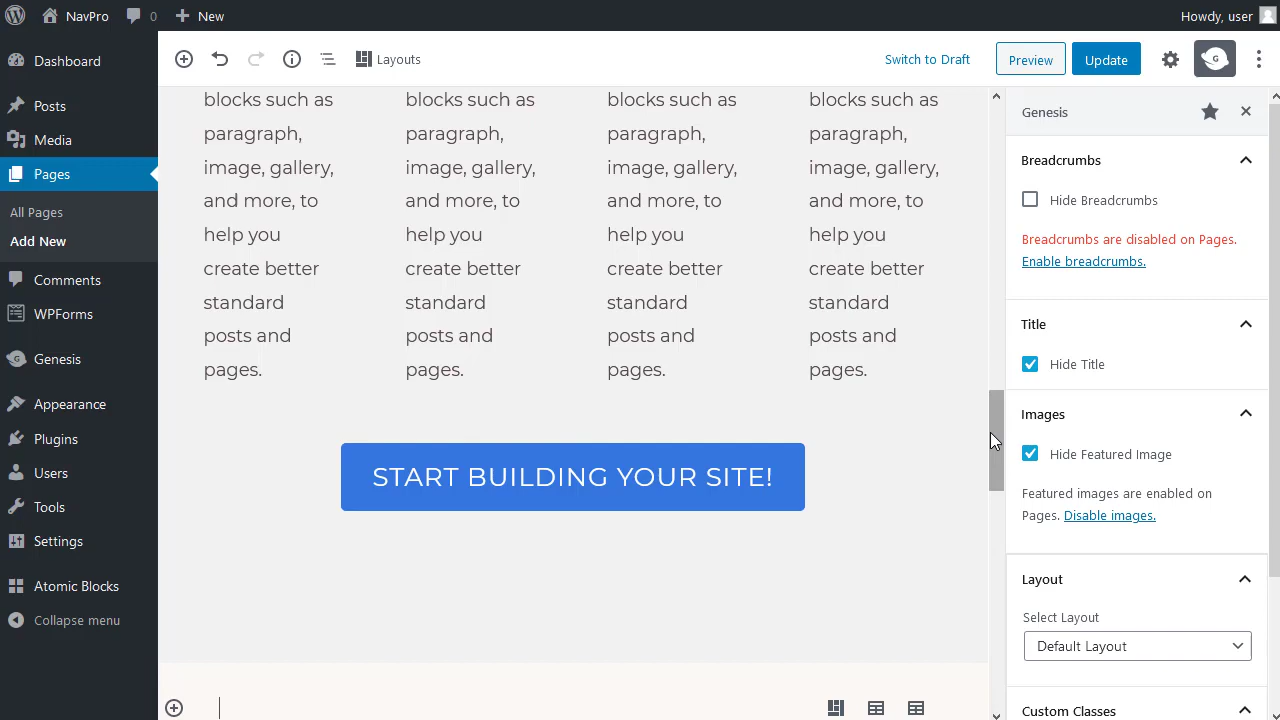 NavPro
0
New
Howdy, user
Dashboard
Posts
Media
Pages
All Pages
Add New
Comments
WPForms
Genesis
Appearance
Plugins
Users
Tools
Settings
Atomic Blocks
Collapse menu
Layouts
Switch to Draft
Preview
Update
G
blocks such as
paragraph,
image, gallery,
and more, to
help you
create better
standard
posts and
pages.
blocks such as
paragraph,
image, gallery,
and more, to
help you
create better
standard
posts and
pages.
blocks such as
paragraph,
image, gallery,
and more, to
help you
create better
standard
posts and
pages.
blocks such as
paragraph,
image, gallery,
and more, to
help you
create better
standard
posts and
pages.
START BUILDING YOUR SITE!
Genesis
Breadcrumbs
Hide Breadcrumbs
Breadcrumbs are disabled on Pages.
Enable breadcrumbs.
Title
Hide Title
Images
Hide Featured Image
Featured images are enabled on
Pages. Disable images.
Layout
Select Layout
Default Layout
Custom Classes